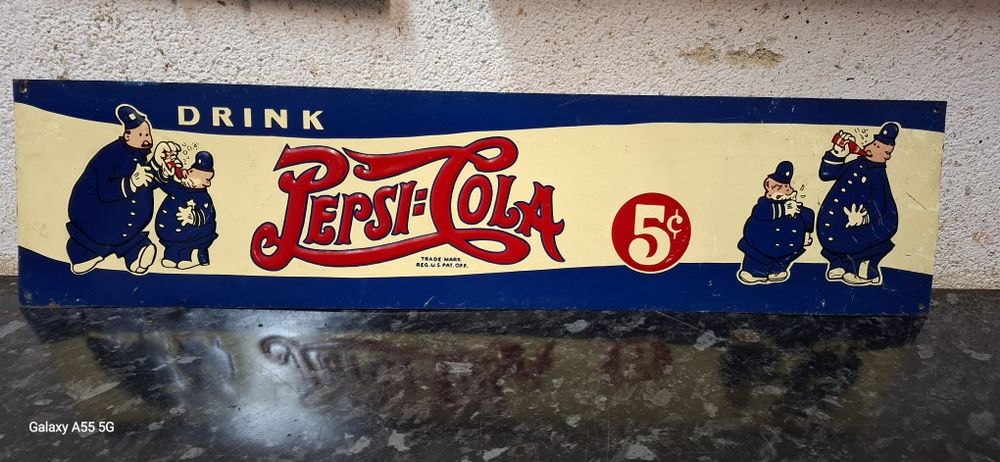 DRINK
PEPSI=COLA
TRADE MARK
REG. U.S. PAT. OFF.
5¢
Galaxy A55 5G